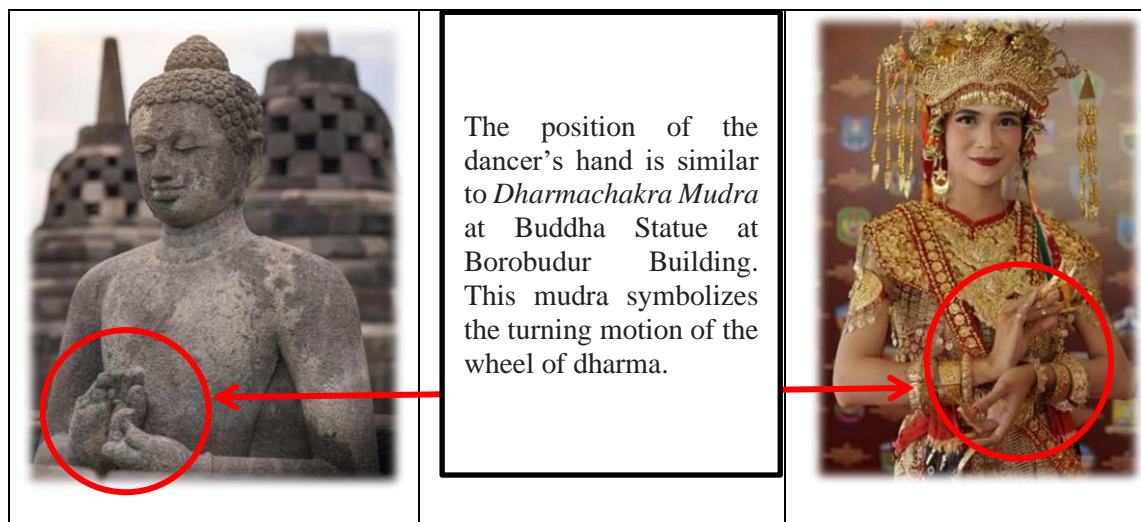 The position of the
dancer’s hand is similar
to Dharmachakra Mudra
at Buddha Statue at
Borobudur Building.
This mudra symbolizes
the turning motion of the
wheel of dharma.